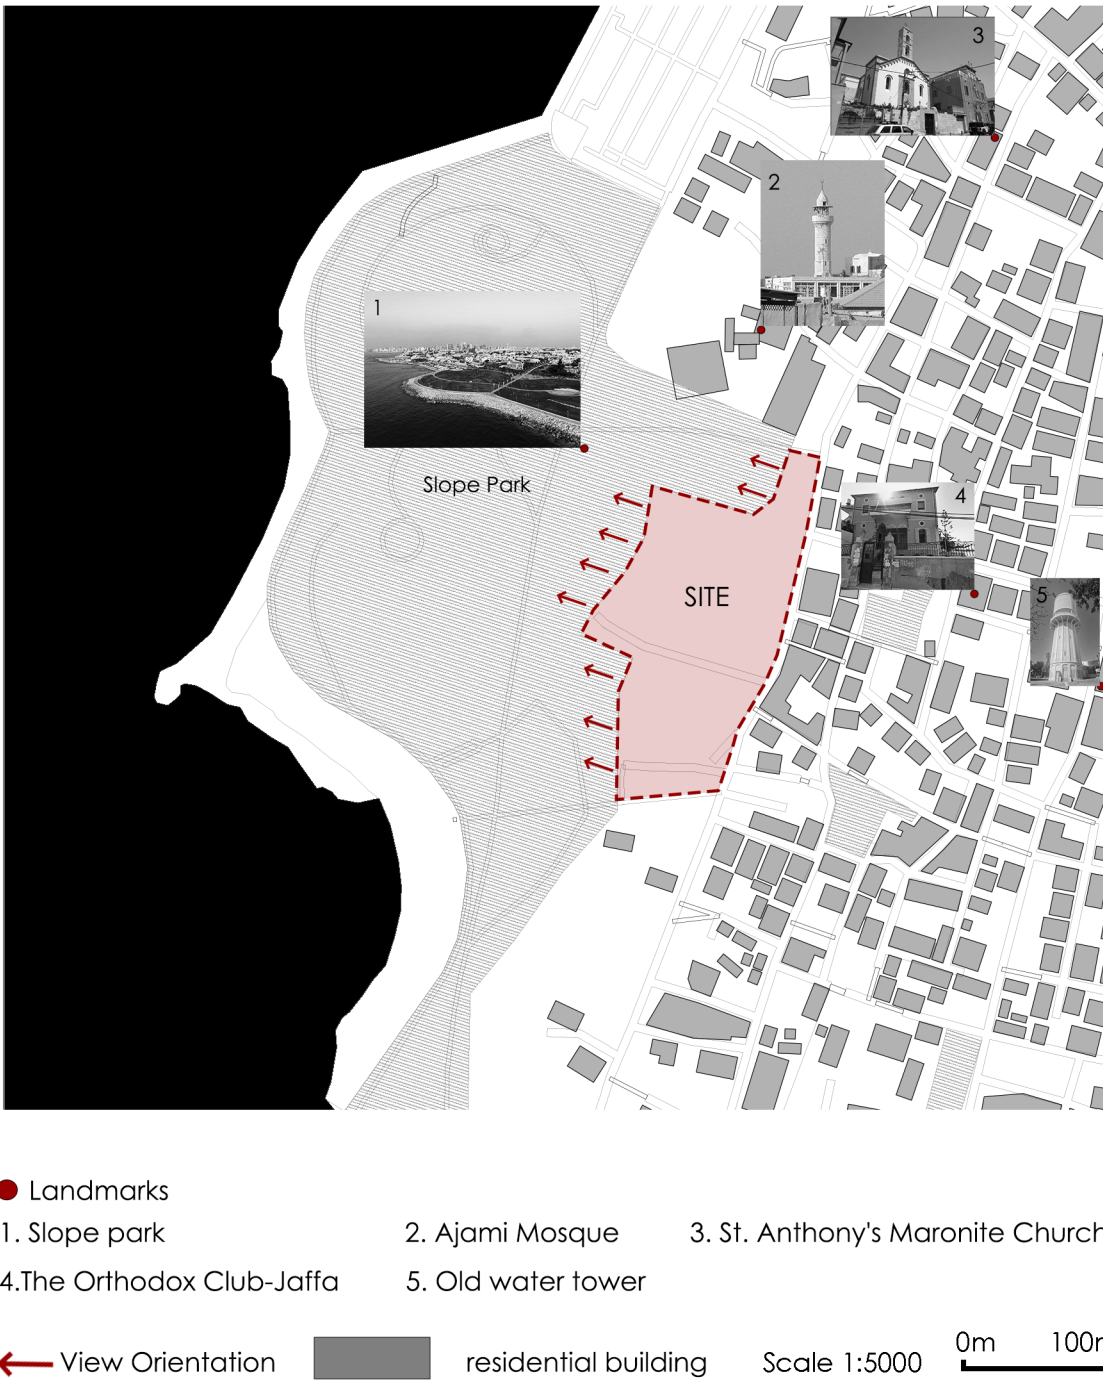 3
2
1
Slope Park
4
SITE
5
Landmarks
1. Slope park
2. Ajami Mosque
3. St. Anthony's Maronite Church
4.The Orthodox Club-Jaffa
5. Old water tower
View Orientation
residential building
Scale 1:5000
0m
100m